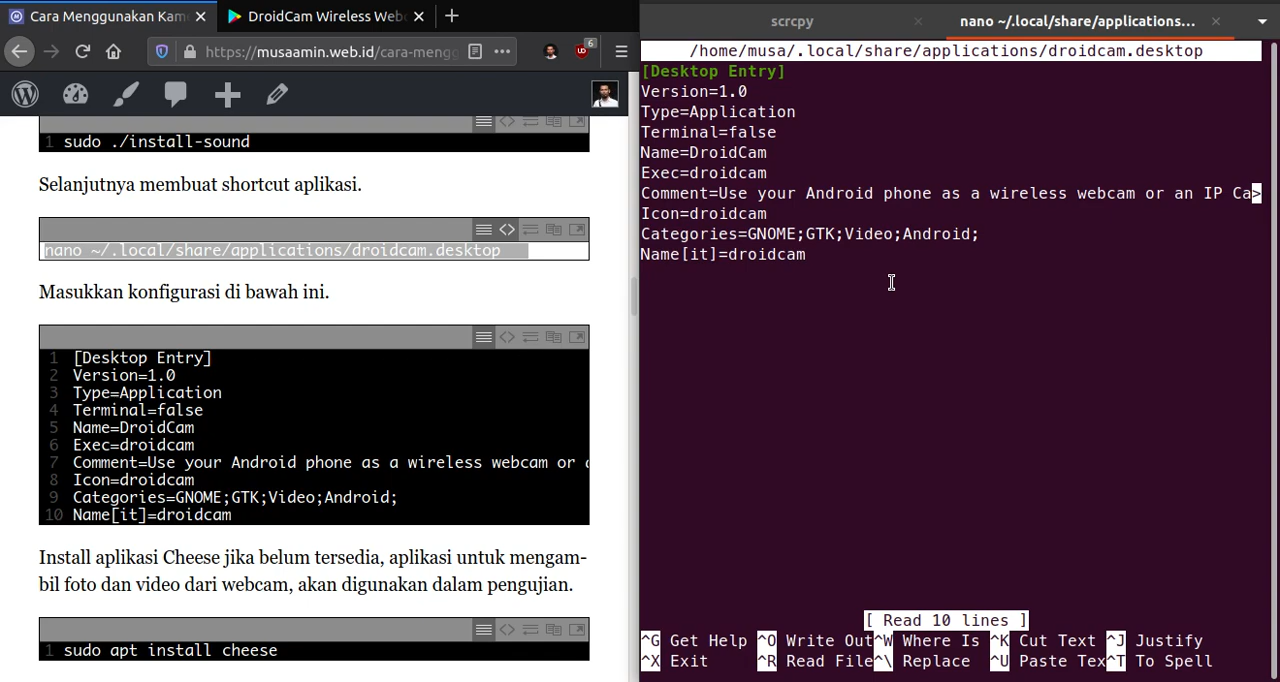 Cara Menggunakan Kam
DroidCam Wireless Web
https://musaamin.web.id/cara-mengg
6
1 sudo ./install-sound
Selanjutnya membuat shortcut aplikasi.
nano ~/.local/share/applications/droidcam.desktop
Masukkan konfigurasi di bawah ini.
1 [Desktop Entry]
2 Version=1.0
3 Type=Application
4 Terminal=false
5 Name=DroidCam
6 Exec=droidcam
7 Comment=Use your Android phone as a wireless webcam or
8 Icon=droidcam
9 Categories=GNOME;GTK;Video;Android;
10 Name[it]=droidcam
Install aplikasi Cheese jika belum tersedia, aplikasi untuk mengam-
bil foto dan video dari webcam, akan digunakan dalam pengujian.
1 sudo apt install cheese
scrcpy
nano ~/.local/share/applications...
/home/musa/.local/share/applications/droidcam.desktop
[Desktop Entry]
Version=1.0
Type=Application
Terminal=false
Name=DroidCam
Exec=droidcam
Comment=Use your Android phone as a wireless webcam or an IP Ca>
Icon=droidcam
Categories=GNOME;GTK;Video;Android;
Name[it]=droidcam
[ Read 10 lines ]
^G Get Help ^O Write Out ^W Where Is ^K Cut Text ^J Justify
^X Exit ^R Read File ^\ Replace ^U Paste Tex ^T To Spell